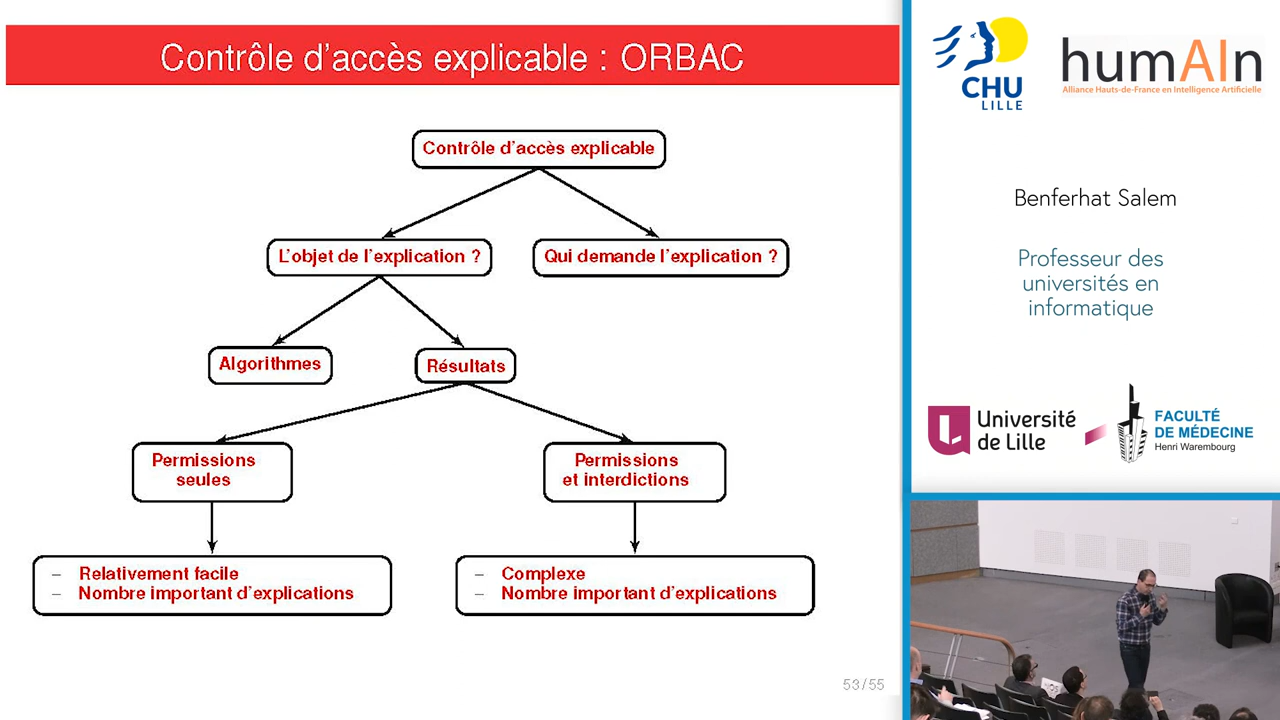 Contrôle d'accès explicable : ORBAC
Contrôle d'accès explicable
L'objet de l'explication ?
Qui demande l'explication ?
Algorithmes
Résultats
Permissions
seules
Permissions
et interdictions
– Relativement facile
– Nombre important d'explications
– Complexe
– Nombre important d'explications
53/55
CHU
LILLE
humAIn
Alliance Hauts-de-France en Intelligence Artificielle
Benferhat Salem
Professeur des
universités en
informatique
Université
de Lille
FACULTÉ
DE MÉDECINE
Henri Warembourg